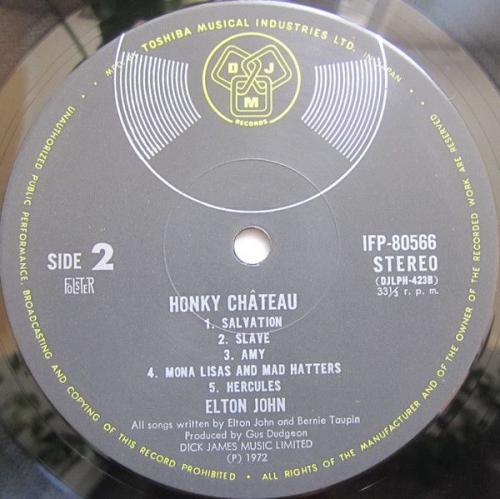 MFD. BY TOSHIBA MUSICAL INDUSTRIES LTD. IN JAPAN
DJM
RECORDS
UNAUTHORIZED PUBLIC PERFORMANCE, BROADCASTING AND COPYING OF THIS RECORD PROHIBITED • ALL RIGHTS OF THE MANUFACTURER AND OF THE OWNER OF THE RECORDED WORK ARE RESERVED
SIDE 2
IFP-80566
STEREO
(DJLPH-423B)
33⅓ r. p. m.
HONKY CHÂTEAU
1. SALVATION
2. SLAVE
3. AMY
4. MONA LISAS AND MAD HATTERS
5. HERCULES
ELTON JOHN
All songs written by Elton John and Bernie Taupin
Produced by Gus Dudgeon
DICK JAMES MUSIC LIMITED
(P) 1972